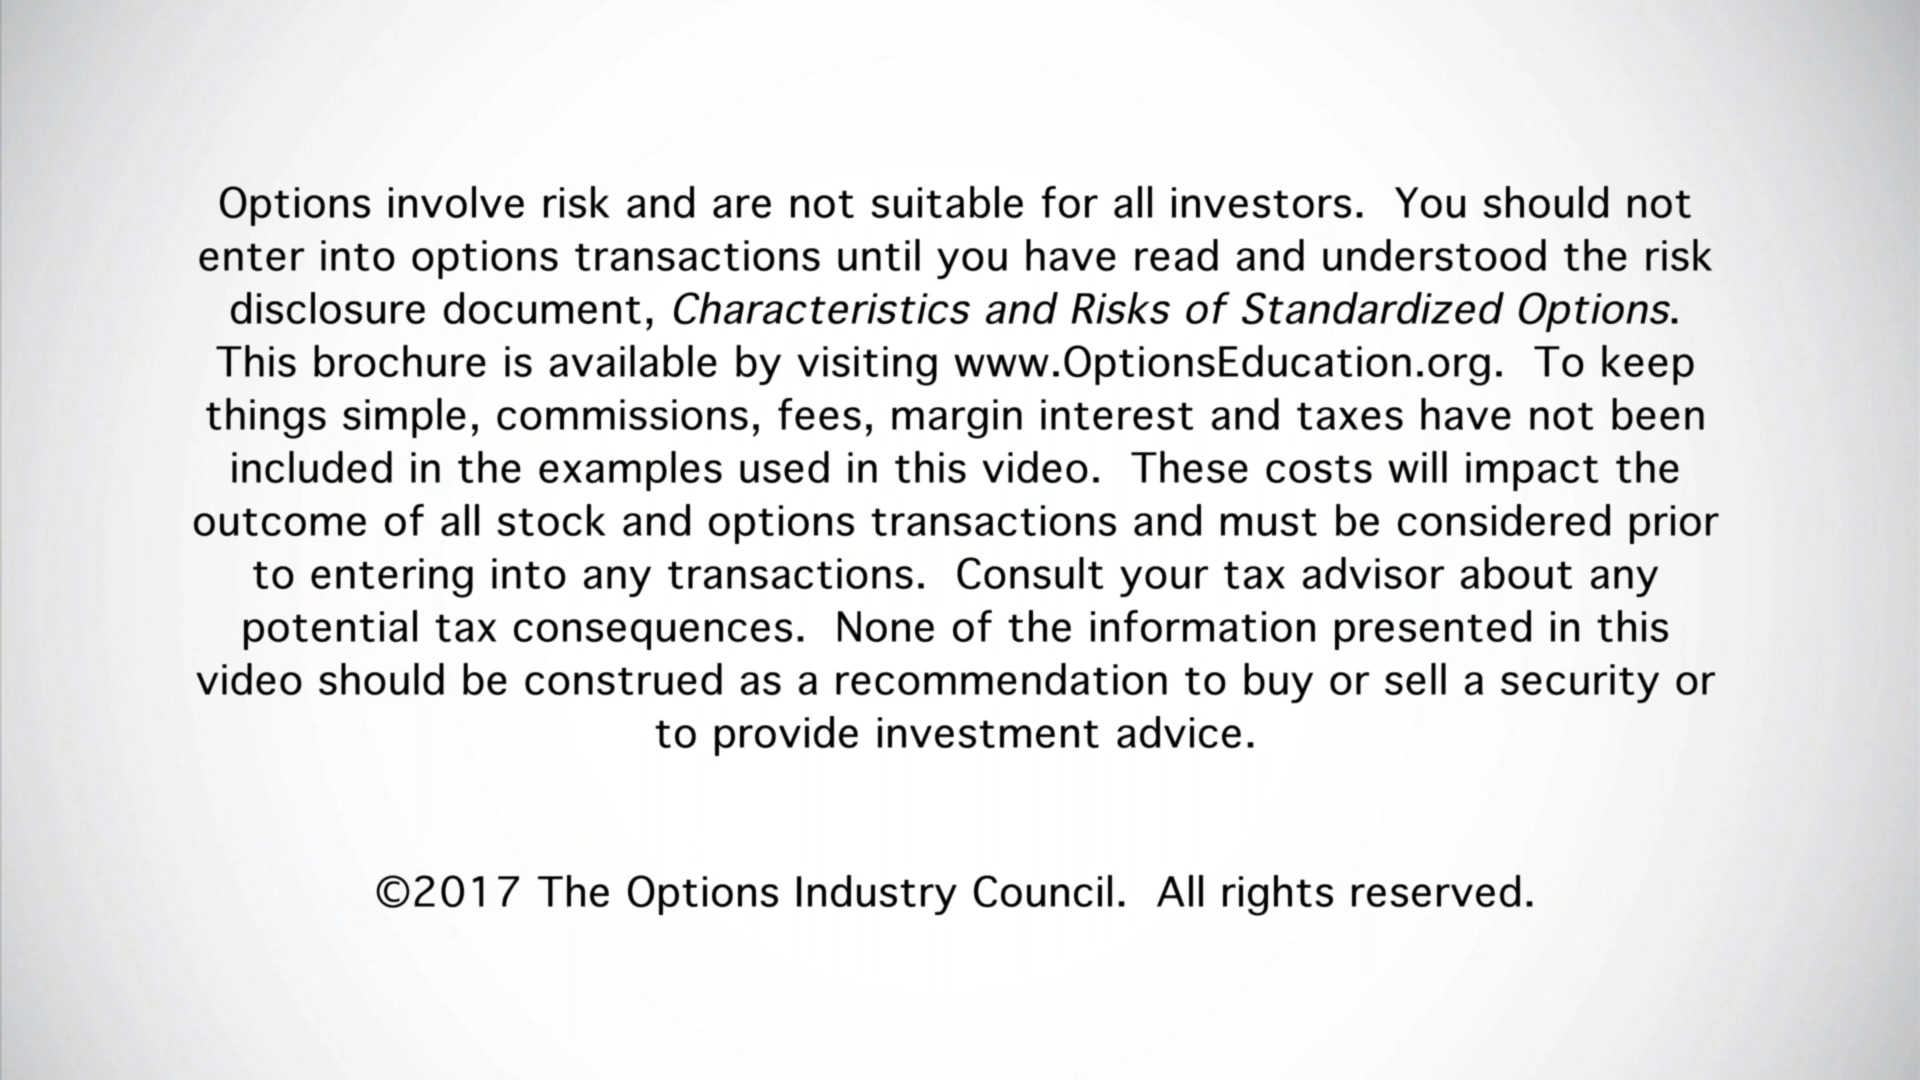 Options involve risk and are not suitable for all investors.  You should not
enter into options transactions until you have read and understood the risk
disclosure document, Characteristics and Risks of Standardized Options.
This brochure is available by visiting www.OptionsEducation.org.  To keep
things simple, commissions, fees, margin interest and taxes have not been
included in the examples used in this video.  These costs will impact the
outcome of all stock and options transactions and must be considered prior
to entering into any transactions.  Consult your tax advisor about any
potential tax consequences.  None of the information presented in this
video should be construed as a recommendation to buy or sell a security or
to provide investment advice.
©2017 The Options Industry Council.  All rights reserved.